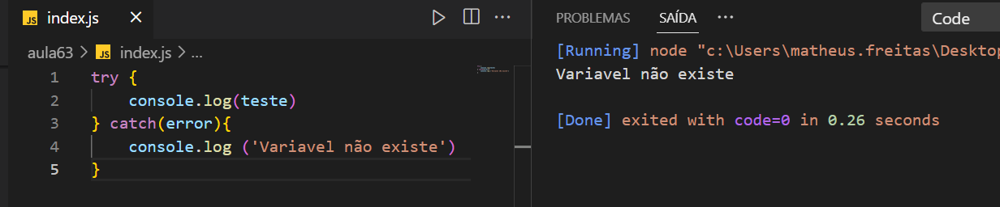 JS index.js ×
aula63 > JS index.js > ...
1 try {
2 console.log(teste)
3 } catch(error){
4 console.log ('Variavel não existe')
5 }
PROBLEMAS SAÍDA ··· Code
[Running] node "c:\Users\matheus.freitas\Desktop
Variavel não existe
[Done] exited with code=0 in 0.26 seconds